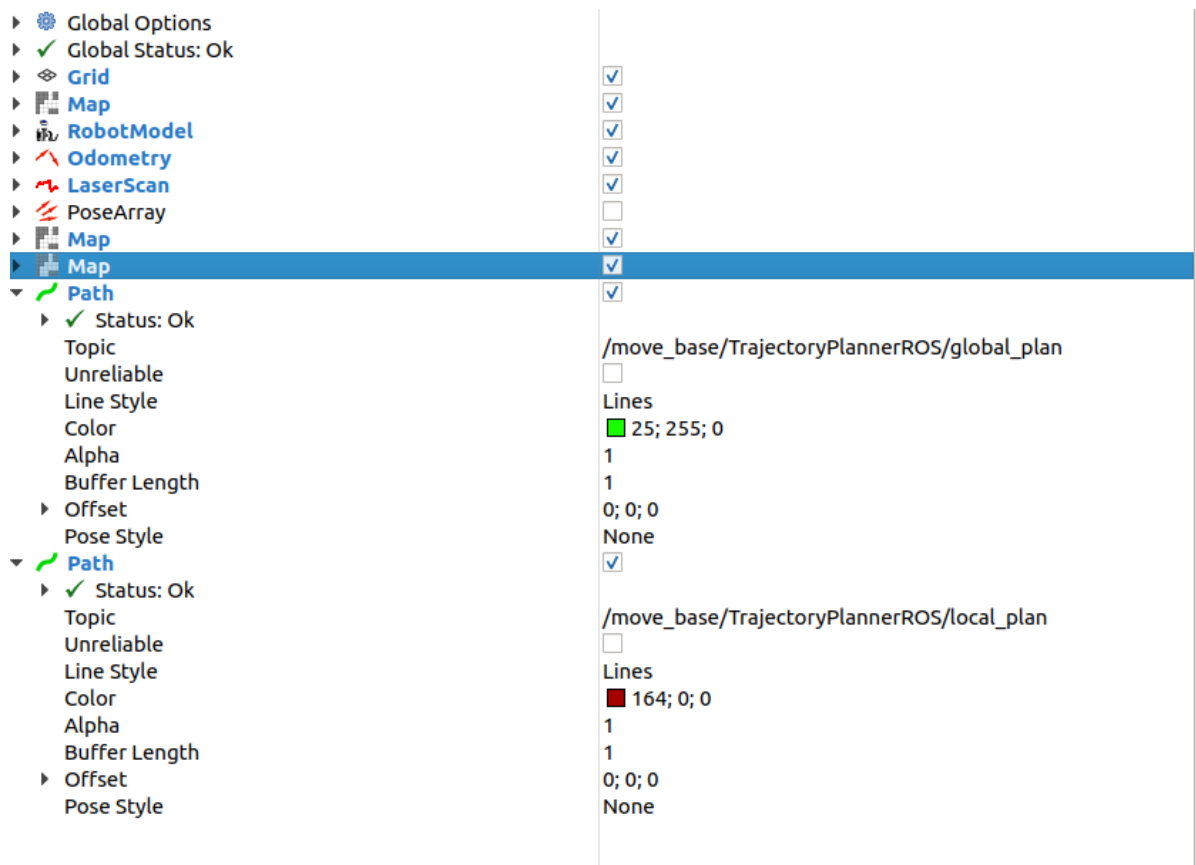 Global Options
Global Status: Ok
Grid
Map
RobotModel
Odometry
LaserScan
PoseArray
Map
Map
Path
Status: Ok
Topic /move_base/TrajectoryPlannerROS/global_plan
Unreliable
Line Style Lines
Color 25; 255; 0
Alpha 1
Buffer Length 1
Offset 0; 0; 0
Pose Style None
Path
Status: Ok
Topic /move_base/TrajectoryPlannerROS/local_plan
Unreliable
Line Style Lines
Color 164; 0; 0
Alpha 1
Buffer Length 1
Offset 0; 0; 0
Pose Style None